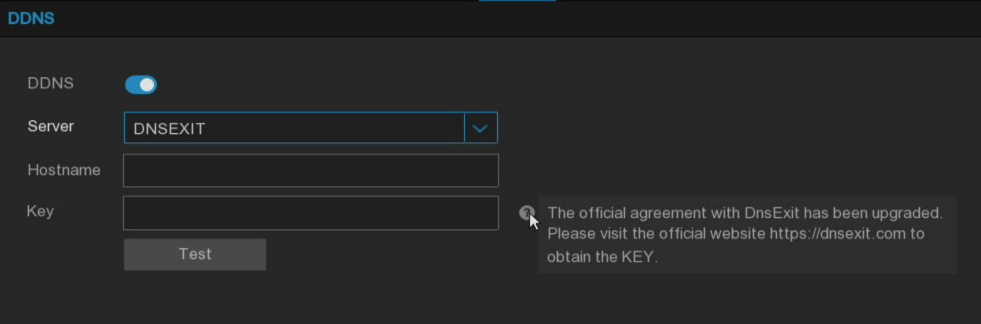 DDNS
DDNS
Server DNSEXIT
Hostname
Key
? The official agreement with DnsExit has been upgraded.
Please visit the official website https://dnsexit.com to
obtain the KEY.
Test